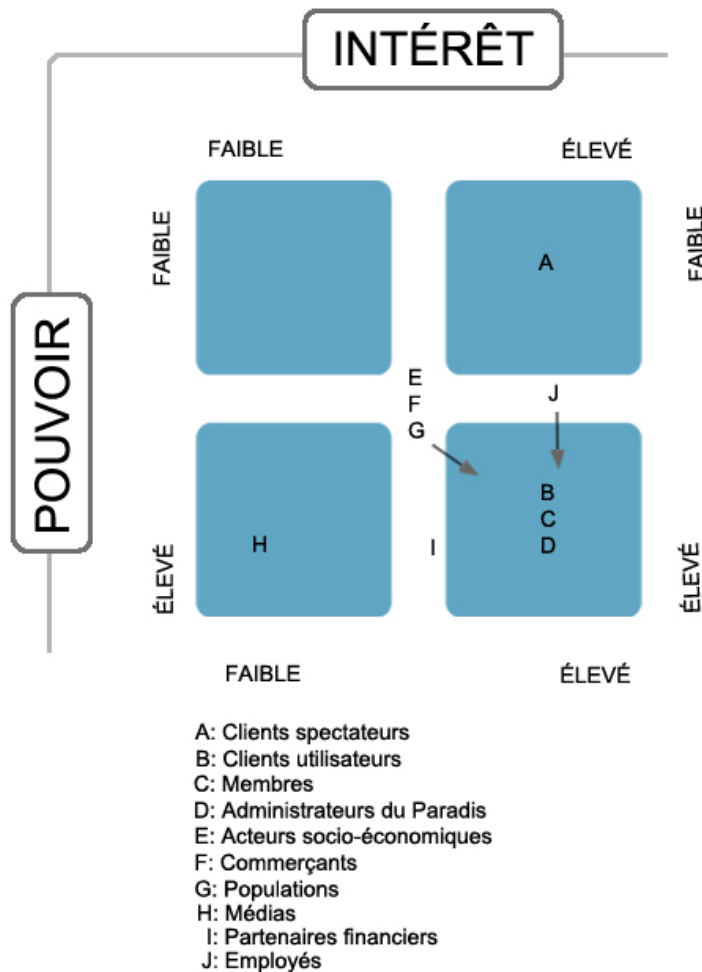 INTÉRÊT
FAIBLE
ÉLEVÉ
FAIBLE
FAIBLE
A
POUVOIR
E
F
G
J
B
C
D
H
I
ÉLEVÉ
ÉLEVÉ
FAIBLE
ÉLEVÉ
A: Clients spectateurs
B: Clients utilisateurs
C: Membres
D: Administrateurs du Paradis
E: Acteurs socio-économiques
F: Commerçants
G: Populations
H: Médias
I: Partenaires financiers
J: Employés